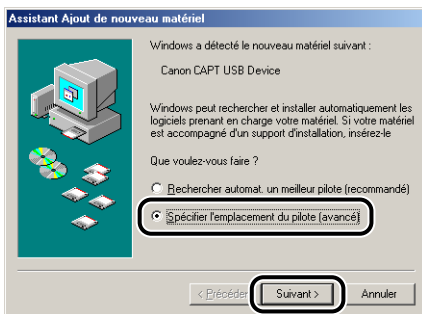 Assistant Ajout de nouveau matériel
Windows a détecté le nouveau matériel suivant :
Canon CAPT USB Device
Windows peut rechercher et installer automatiquement les
logiciels prenant en charge votre matériel. Si votre matériel
est accompagné d'un support d'installation, insérez-le
Que voulez-vous faire ?
Rechercher automat. un meilleur pilote (recommandé)
Spécifier l'emplacement du pilote (avancé)
< Précéden
Suivant >
Annuler